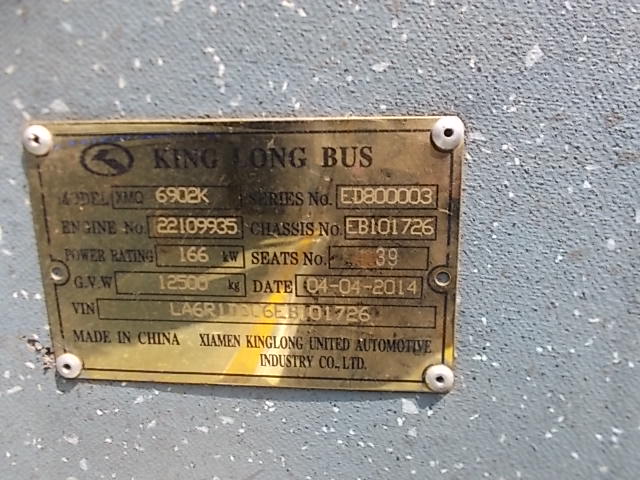 KING LONG BUS
MODEL XMQ 6902K SERIES No. ED800003
ENGINE No. 22109935 CHASSIS No. EB101726
POWER RATING 166 kW SEATS No. 39
G.V.W 12500 kg DATE 04-04-2014
VIN
MADE IN CHINA XIAMEN KINGLONG UNITED AUTOMOTIVE
INDUSTRY CO., LTD.